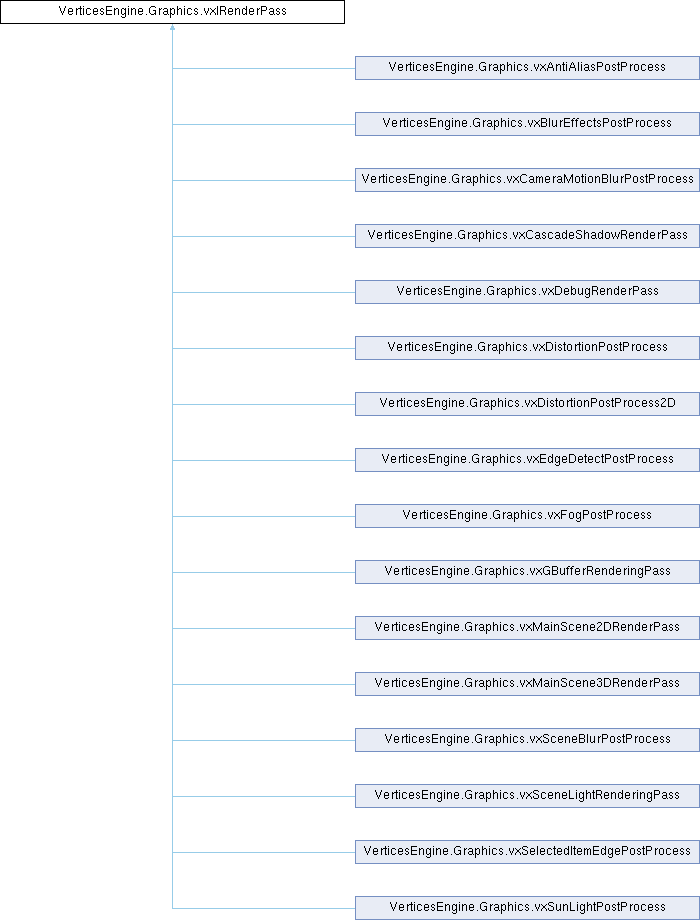 VerticesEngine.Graphics.vxIRenderPass
VerticesEngine.Graphics.vxAntiAliasPostProcess
VerticesEngine.Graphics.vxBlurEffectsPostProcess
VerticesEngine.Graphics.vxCameraMotionBlurPostProcess
VerticesEngine.Graphics.vxCascadeShadowRenderPass
VerticesEngine.Graphics.vxDebugRenderPass
VerticesEngine.Graphics.vxDistortionPostProcess
VerticesEngine.Graphics.vxDistortionPostProcess2D
VerticesEngine.Graphics.vxEdgeDetectPostProcess
VerticesEngine.Graphics.vxFogPostProcess
VerticesEngine.Graphics.vxGBufferRenderingPass
VerticesEngine.Graphics.vxMainScene2DRenderPass
VerticesEngine.Graphics.vxMainScene3DRenderPass
VerticesEngine.Graphics.vxSceneBlurPostProcess
VerticesEngine.Graphics.vxSceneLightRenderingPass
VerticesEngine.Graphics.vxSelectedItemEdgePostProcess
VerticesEngine.Graphics.vxSunLightPostProcess